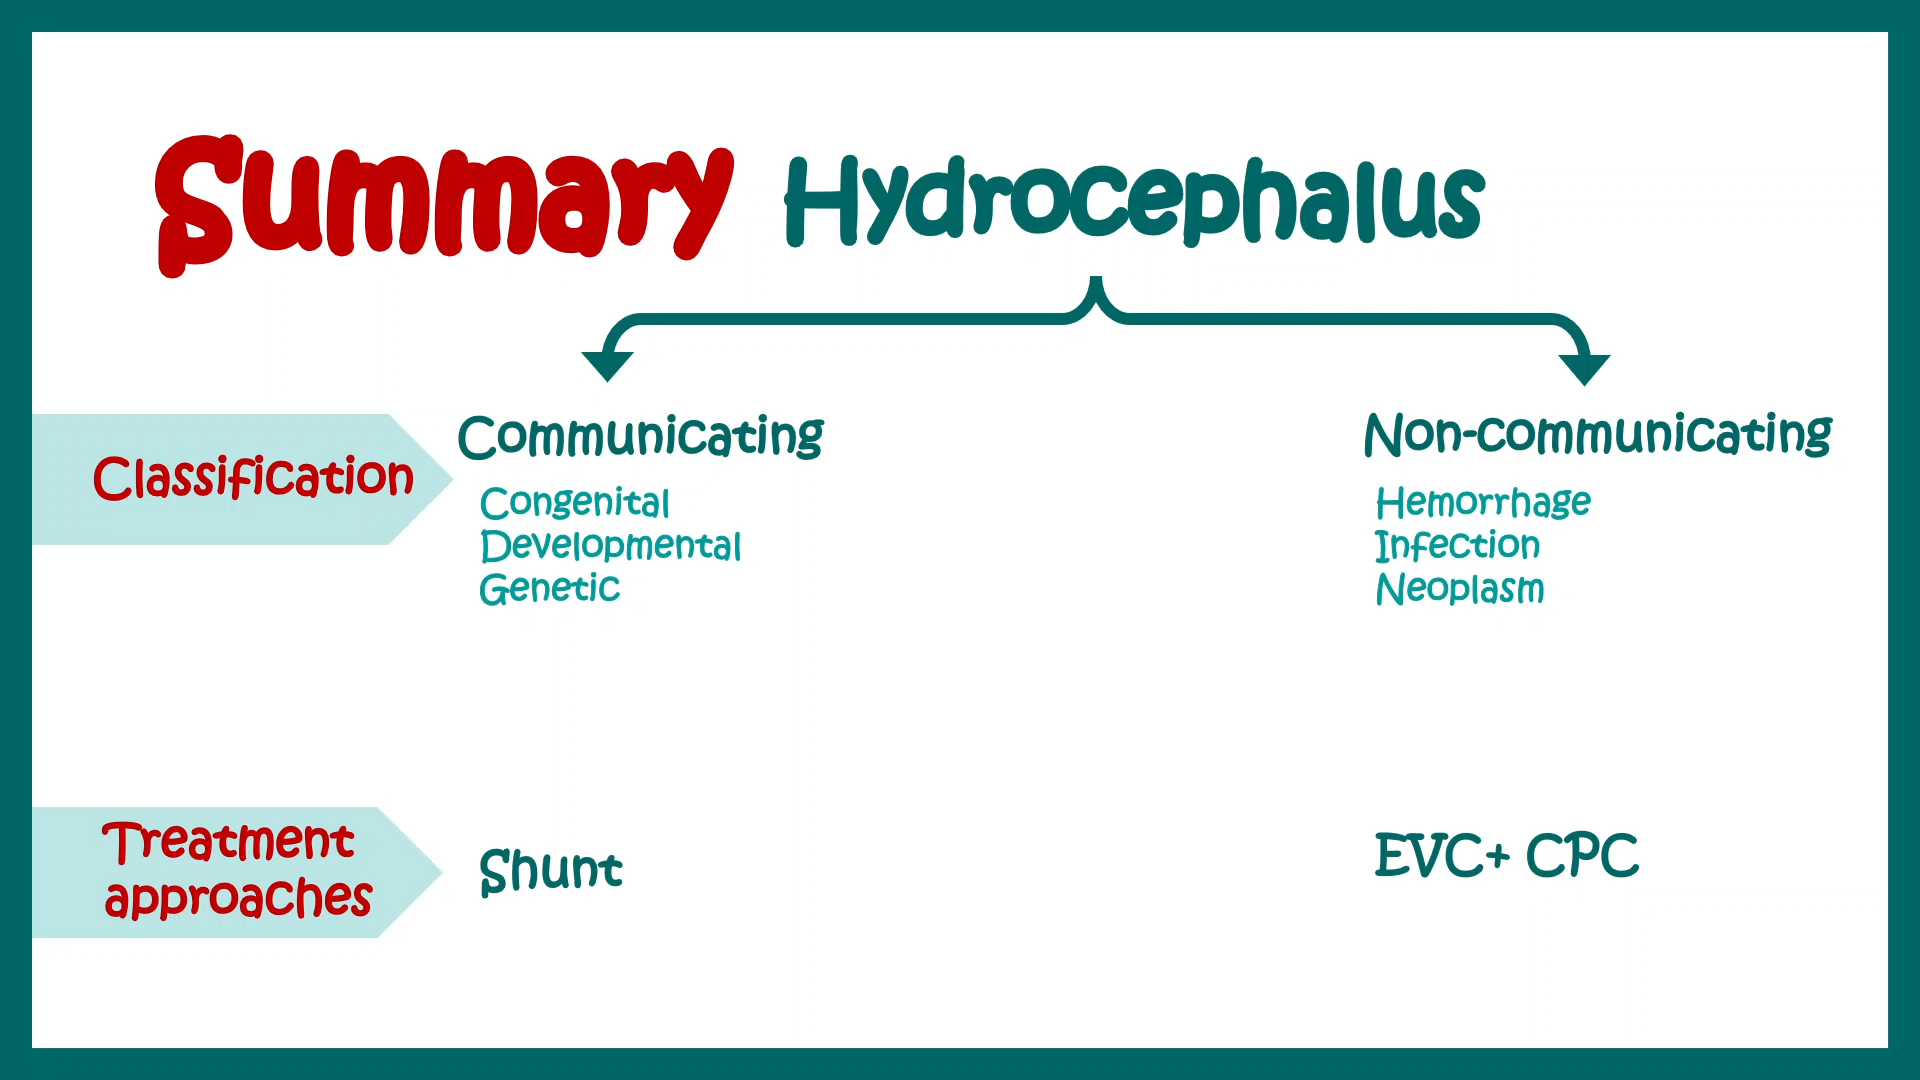 Summary Hydrocephalus
Classification
Communicating
Congenital
Developmental
Genetic
Non-communicating
Hemorrhage
Infection
Neoplasm
Treatment
approaches
Shunt
EVC+ CPC